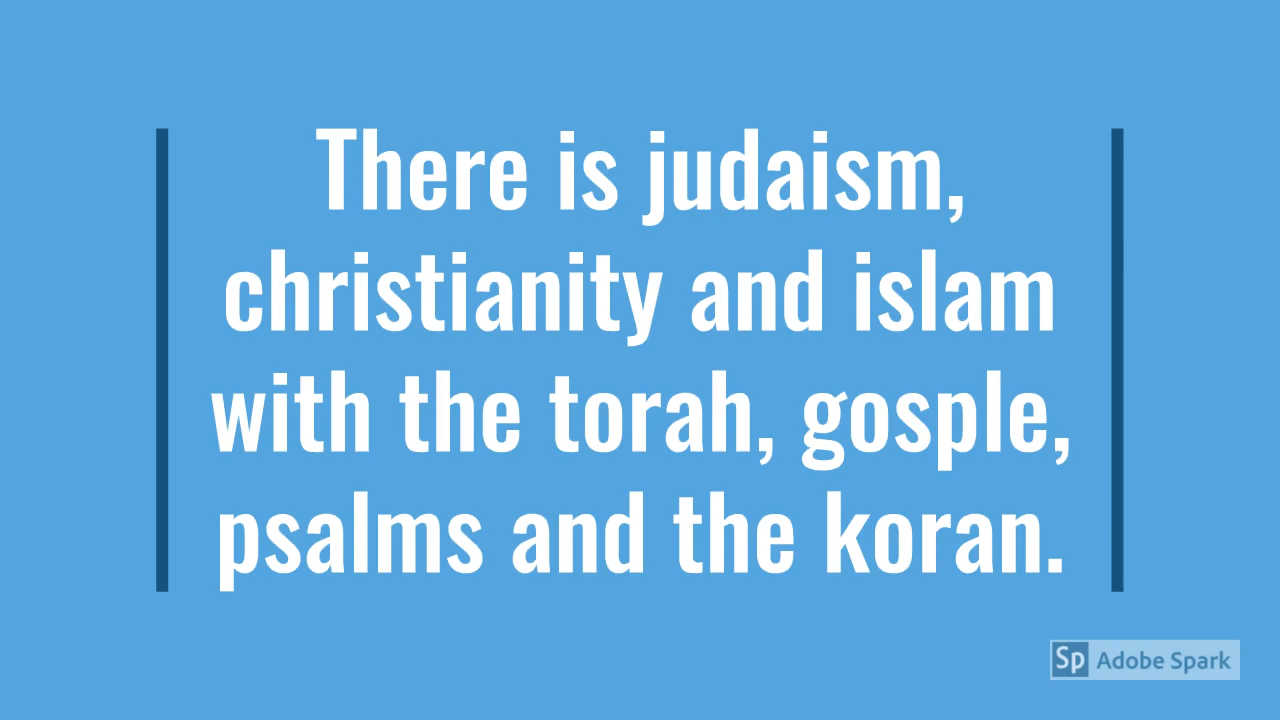 There is judaism,
christianity and islam
with the torah, gosple,
psalms and the koran.
Sp Adobe Spark